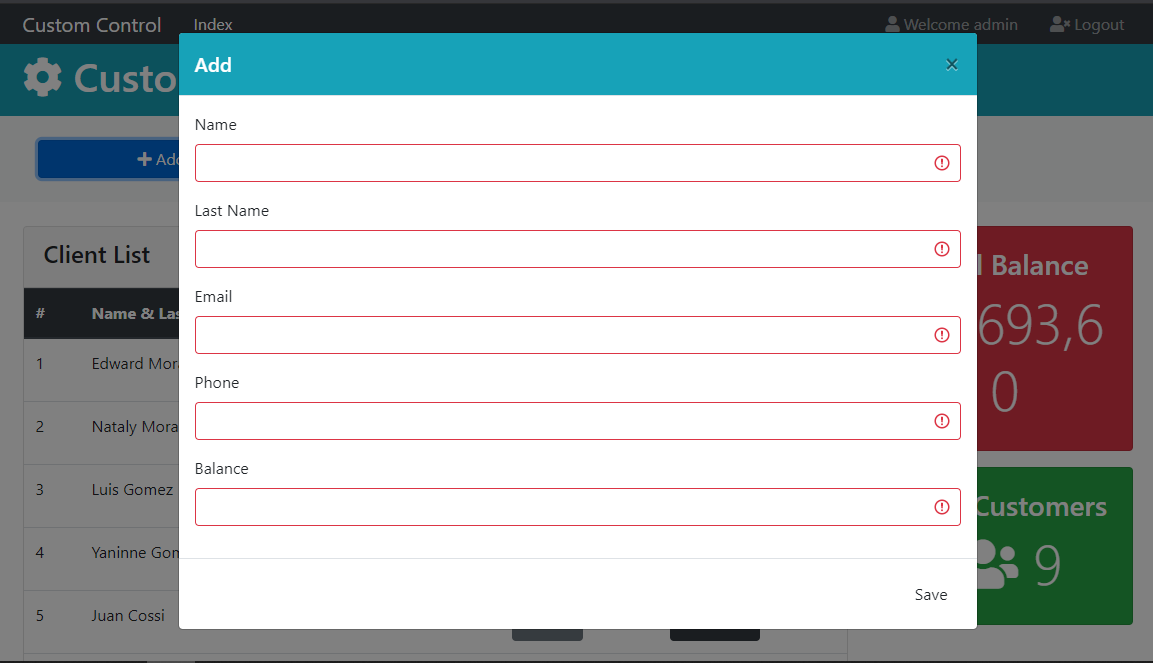 Custom Control
Index
Welcome admin
Logout
Custo
Add
×
Name
Last Name
Email
Phone
Balance
Save
Client List
#
Name & Las
1
Edward Mora
2
Nataly Mora
3
Luis Gomez
4
Yaninne Gom
5
Juan Cossi
Balance
693,6
0
Customers
9